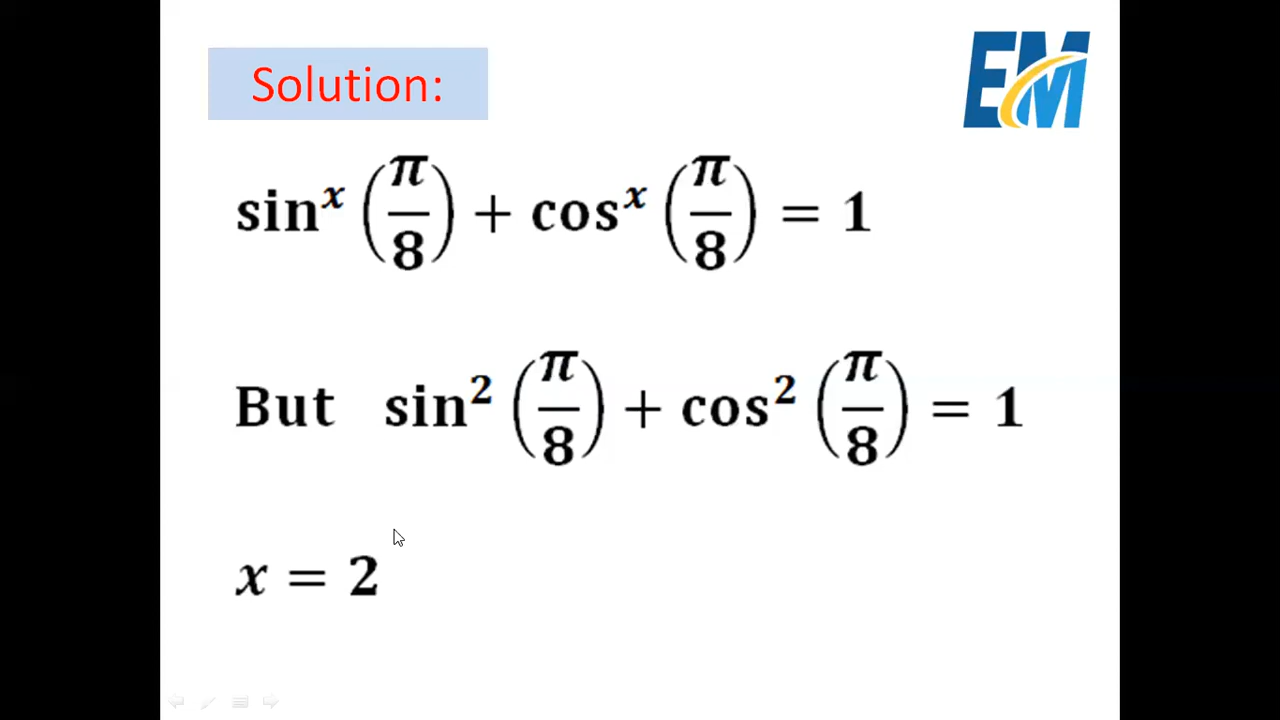 Solution:
EM
sinˣ(π/8) + cosˣ(π/8) = 1
But sin²(π/8) + cos²(π/8) = 1
x = 2